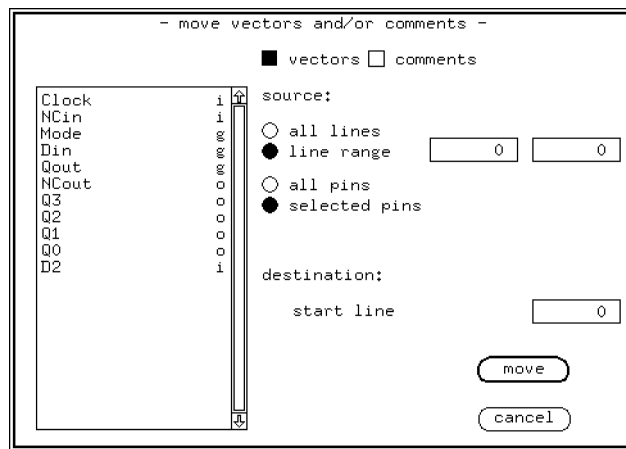 - move vectors and/or comments -
vectors comments
Clock i
NCin i
Mode g
Din g
Qout g
NCout o
Q3 o
Q2 o
Q1 o
Q0 o
D2 i
source:
all lines
line range 0 0
all pins
selected pins
destination:
start line 0
move
cancel